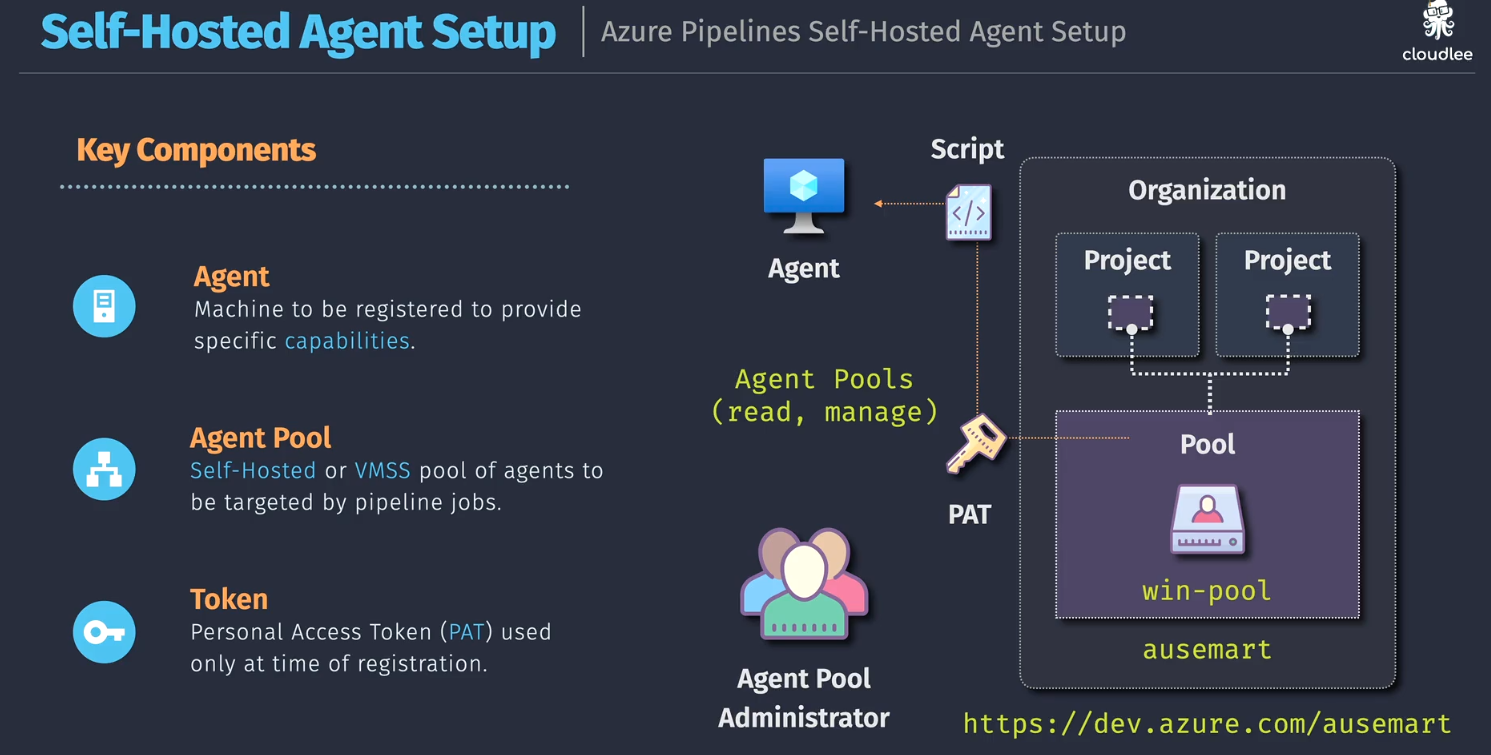 Self-Hosted Agent Setup
Azure Pipelines Self-Hosted Agent Setup
cloudlee
Key Components
Agent
Machine to be registered to provide
specific capabilities.
Agent Pool
Self-Hosted or VMSS pool of agents to
be targeted by pipeline jobs.
Token
Personal Access Token (PAT) used
only at time of registration.
Script
Agent
Agent Pools
(read, manage)
PAT
Agent Pool
Administrator
Organization
Project
Project
Pool
win-pool
ausemart
https://dev.azure.com/ausemart